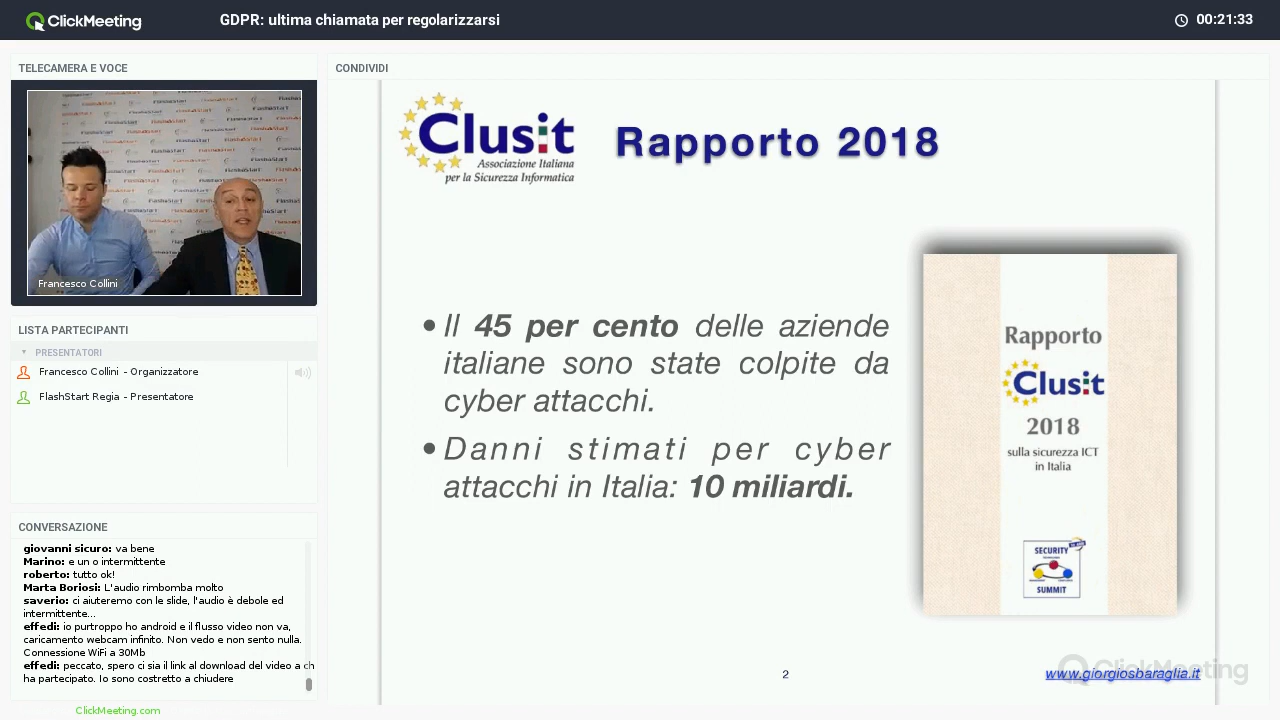 ClickMeeting
GDPR: ultima chiamata per regolarizzarsi
00:21:33
TELECAMERA E VOCE
FlashStart
Francesco Collini
LISTA PARTECIPANTI
PRESENTATORI
Francesco Collini - Organizzatore
FlashStart Regia - Presentatore
CONVERSAZIONE
giovanni sicuro: va bene
Marino: e un o intermittente
roberto: tutto ok!
Marta Boriosi: L'audio rimbomba molto
saverio: ci aiuteremo con le slide, l'audio è debole ed
intermittente...
effedi: io purtroppo ho android e il flusso video non va,
caricamento webcam infinito. Non vedo e non sento nulla.
Connessione WiFi a 30Mb
effedi: peccato, spero ci sia il link al download del video a ch
ha partecipato. Io sono costretto a chiudere
ClickMeeting.com
CONDIVIDI
Clusit
Associazione Italiana
per la Sicurezza Informatica
Rapporto 2018
•Il 45 per cento delle aziende
italiane sono state colpite da
cyber attacchi.
•Danni stimati per cyber
attacchi in Italia: 10 miliardi.
Rapporto
Clusit
2018
sulla sicurezza ICT
in Italia
SECURITY
SUMMIT
2
www.giorgiosbaraglia.it
ClickMeeting